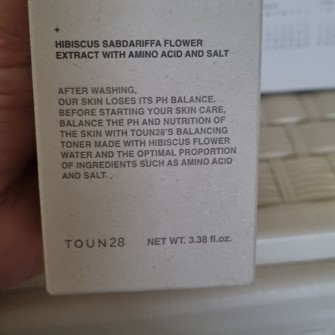 +
HIBISCUS SABDARIFFA FLOWER
EXTRACT WITH AMINO ACID AND SALT
AFTER WASHING,
OUR SKIN LOSES ITS PH BALANCE.
BEFORE STARTING YOUR SKIN CARE,
BALANCE THE PH AND NUTRITION OF
THE SKIN WITH TOUN28'S BALANCING
TONER MADE WITH HIBISCUS FLOWER
WATER AND THE OPTIMAL PROPORTION
OF INGREDIENTS SUCH AS AMINO ACID
AND SALT.
TOUN28 NET WT. 3.38 fl.oz.